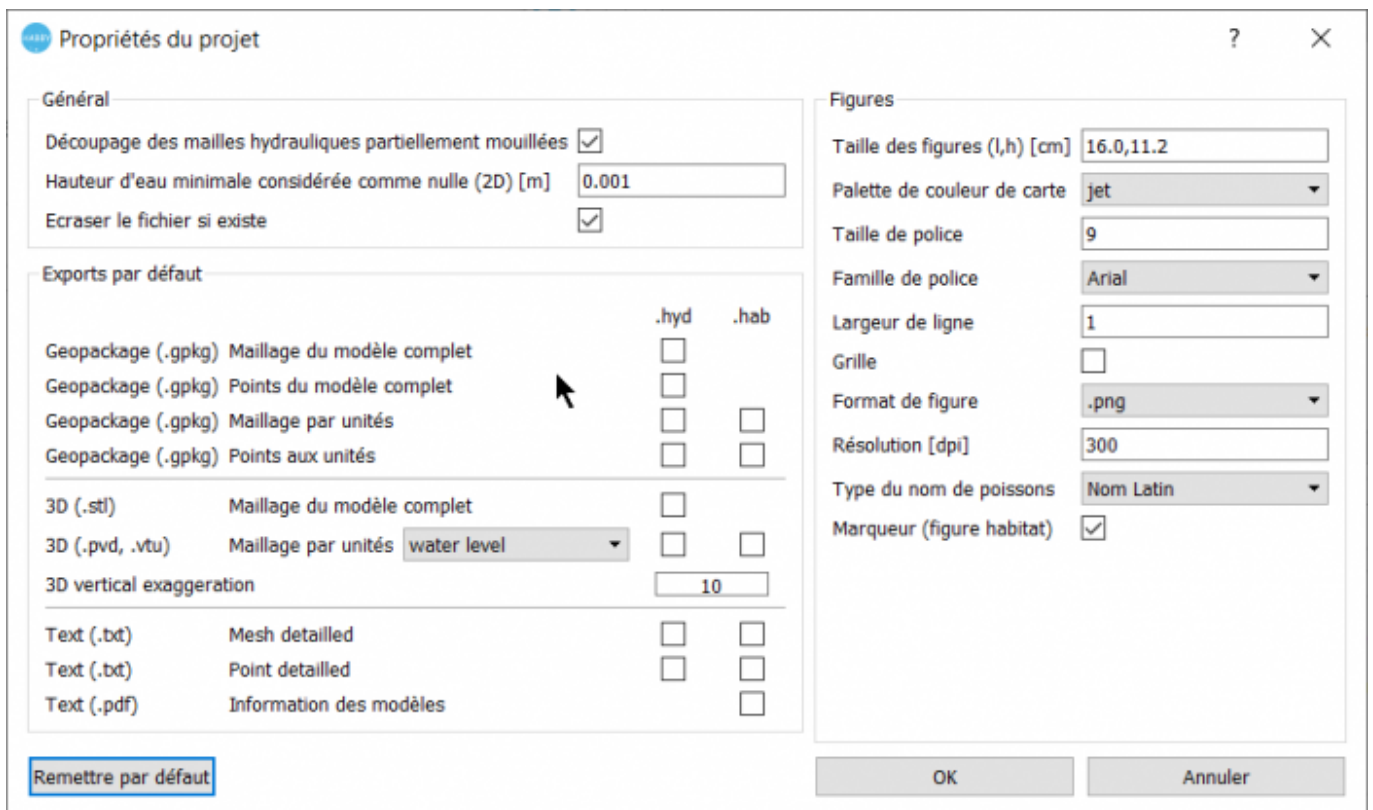 HABBY
Propriétés du projet ?
Général
Découpage des mailles hydrauliques partiellement mouillées
Hauteur d'eau minimale considérée comme nulle (2D) [m] 0.001
Ecraser le fichier si existe
Exports par défaut
.hyd .hab
Geopackage (.gpkg) Maillage du modèle complet
Geopackage (.gpkg) Points du modèle complet
Geopackage (.gpkg) Maillage par unités
Geopackage (.gpkg) Points aux unités
3D (.stl) Maillage du modèle complet
3D (.pvd, .vtu) Maillage par unités water level
3D vertical exaggeration 10
Text (.txt) Mesh detailled
Text (.txt) Point detailled
Text (.pdf) Information des modèles
Figures
Taille des figures (l,h) [cm] 16.0,11.2
Palette de couleur de carte jet
Taille de police 9
Famille de police Arial
Largeur de ligne 1
Grille
Format de figure .png
Résolution [dpi] 300
Type du nom de poissons Nom Latin
Marqueur (figure habitat)
Remettre par défaut OK Annuler